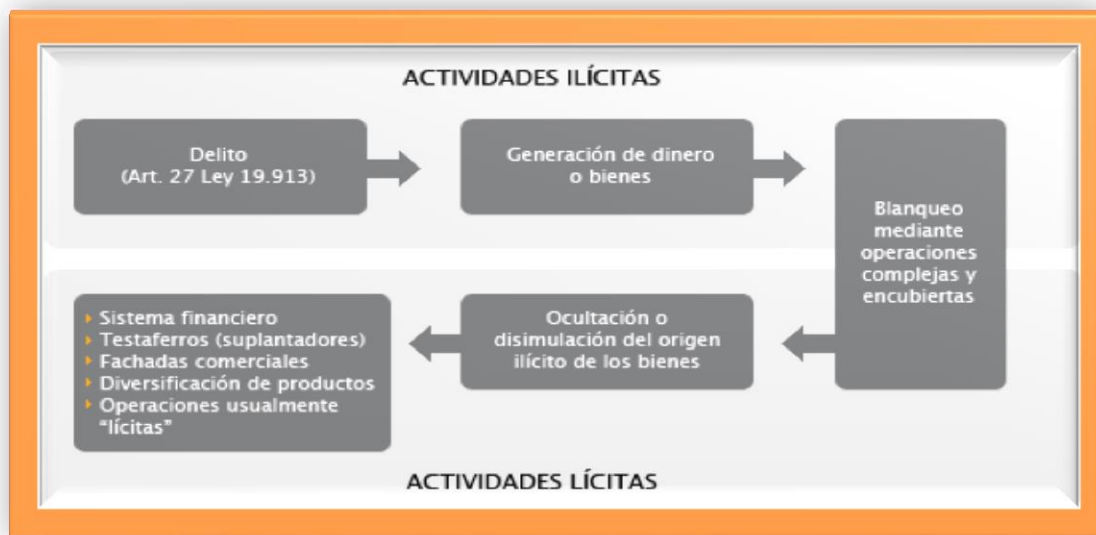 ACTIVIDADES ILÍCITAS
Delito
(Art. 27 Ley 19.913)
Generación de dinero
o bienes
Blanqueo
mediante
operaciones
complejas y
encubiertas
Ocultación o
disimulación del origen
ilícito de los bienes
Sistema financiero
Testaferros (suplantadores)
Fachadas comerciales
Diversificación de productos
Operaciones usualmente
“lícitas”
ACTIVIDADES LÍCITAS